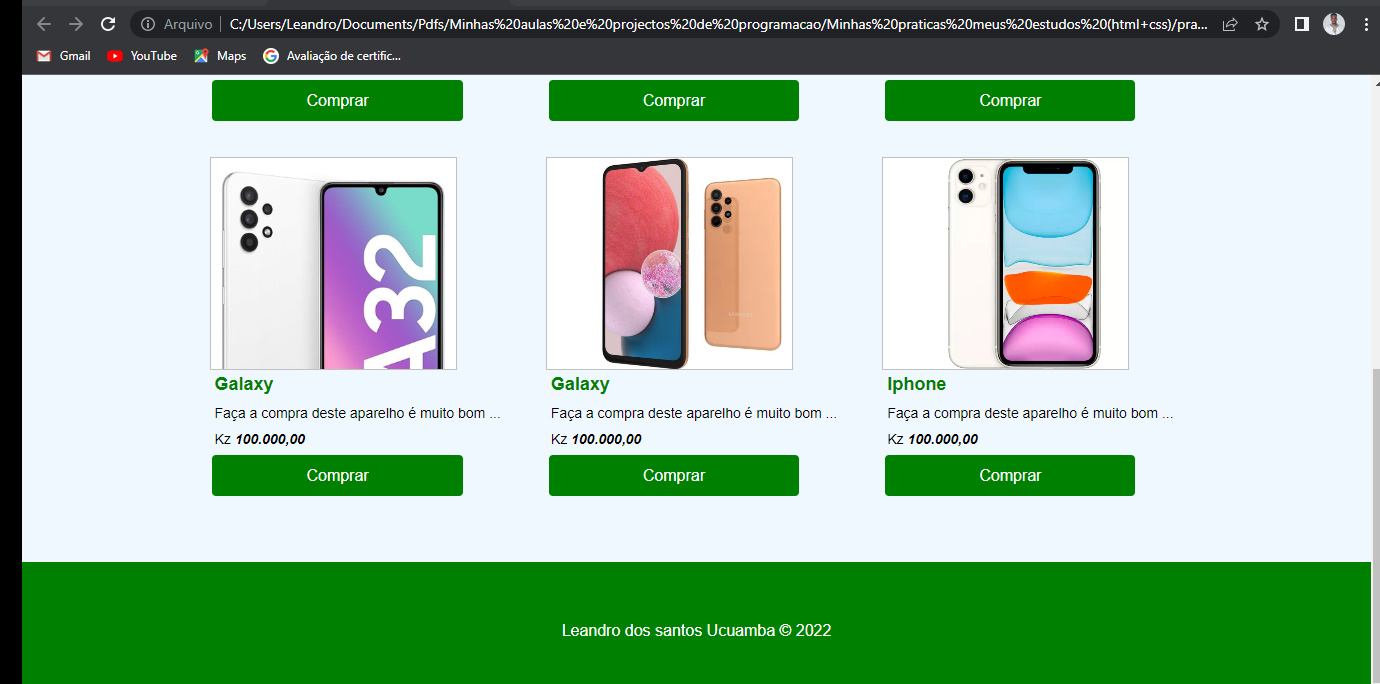 Arquivo C:/Users/Leandro/Documents/Pdfs/Minhas%20aulas%20e%20projectos%20de%20programacao/Minhas%20praticas%20meus%20estudos%20(html+css)/pra...
Gmail YouTube Maps Avaliação de certific...
Comprar Comprar Comprar
A32
Galaxy Galaxy Iphone
Faça a compra deste aparelho é muito bom ... Faça a compra deste aparelho é muito bom ... Faça a compra deste aparelho é muito bom ...
Kz 100.000,00 Kz 100.000,00 Kz 100.000,00
Comprar Comprar Comprar
Leandro dos santos Ucuamba © 2022